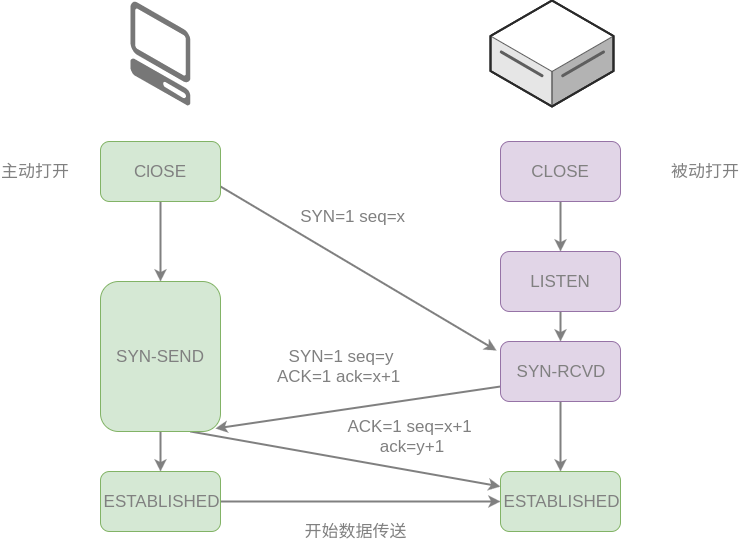 主动打开
ClOSE
CLOSE
被动打开
SYN=1 seq=x
LISTEN
SYN-SEND
SYN=1 seq=y
ACK=1 ack=x+1
SYN-RCVD
ACK=1 seq=x+1
ack=y+1
ESTABLISHED
ESTABLISHED
开始数据传送